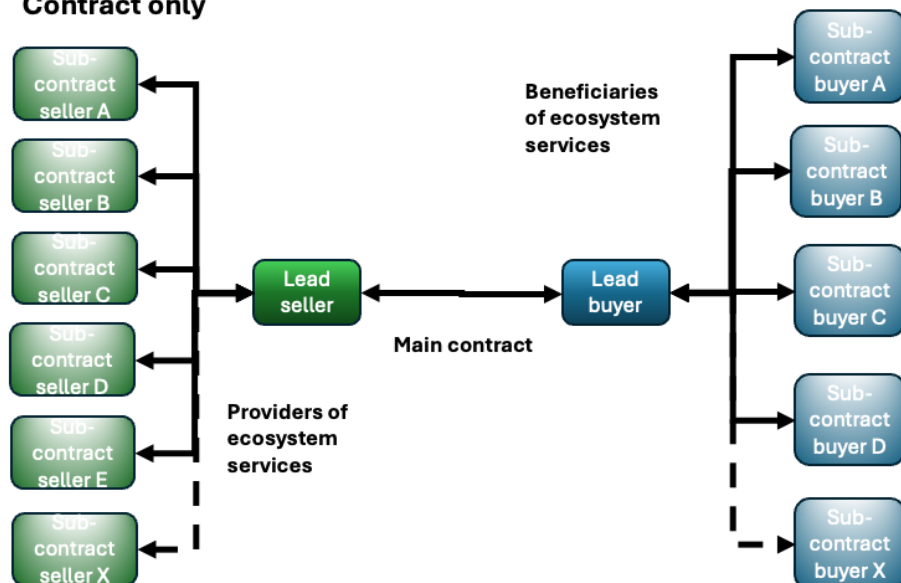 Contract only
Sub-
contract
seller A
Sub-
contract
seller B
Sub-
contract
seller C
Sub-
contract
seller D
Sub-
contract
seller E
Sub-
contract
seller X
Providers of
ecosystem
services
Lead
seller
Main contract
Lead
buyer
Beneficiaries
of ecosystem
services
Sub-
contract
buyer A
Sub-
contract
buyer B
Sub-
contract
buyer C
Sub-
contract
buyer D
Sub-
contract
buyer X